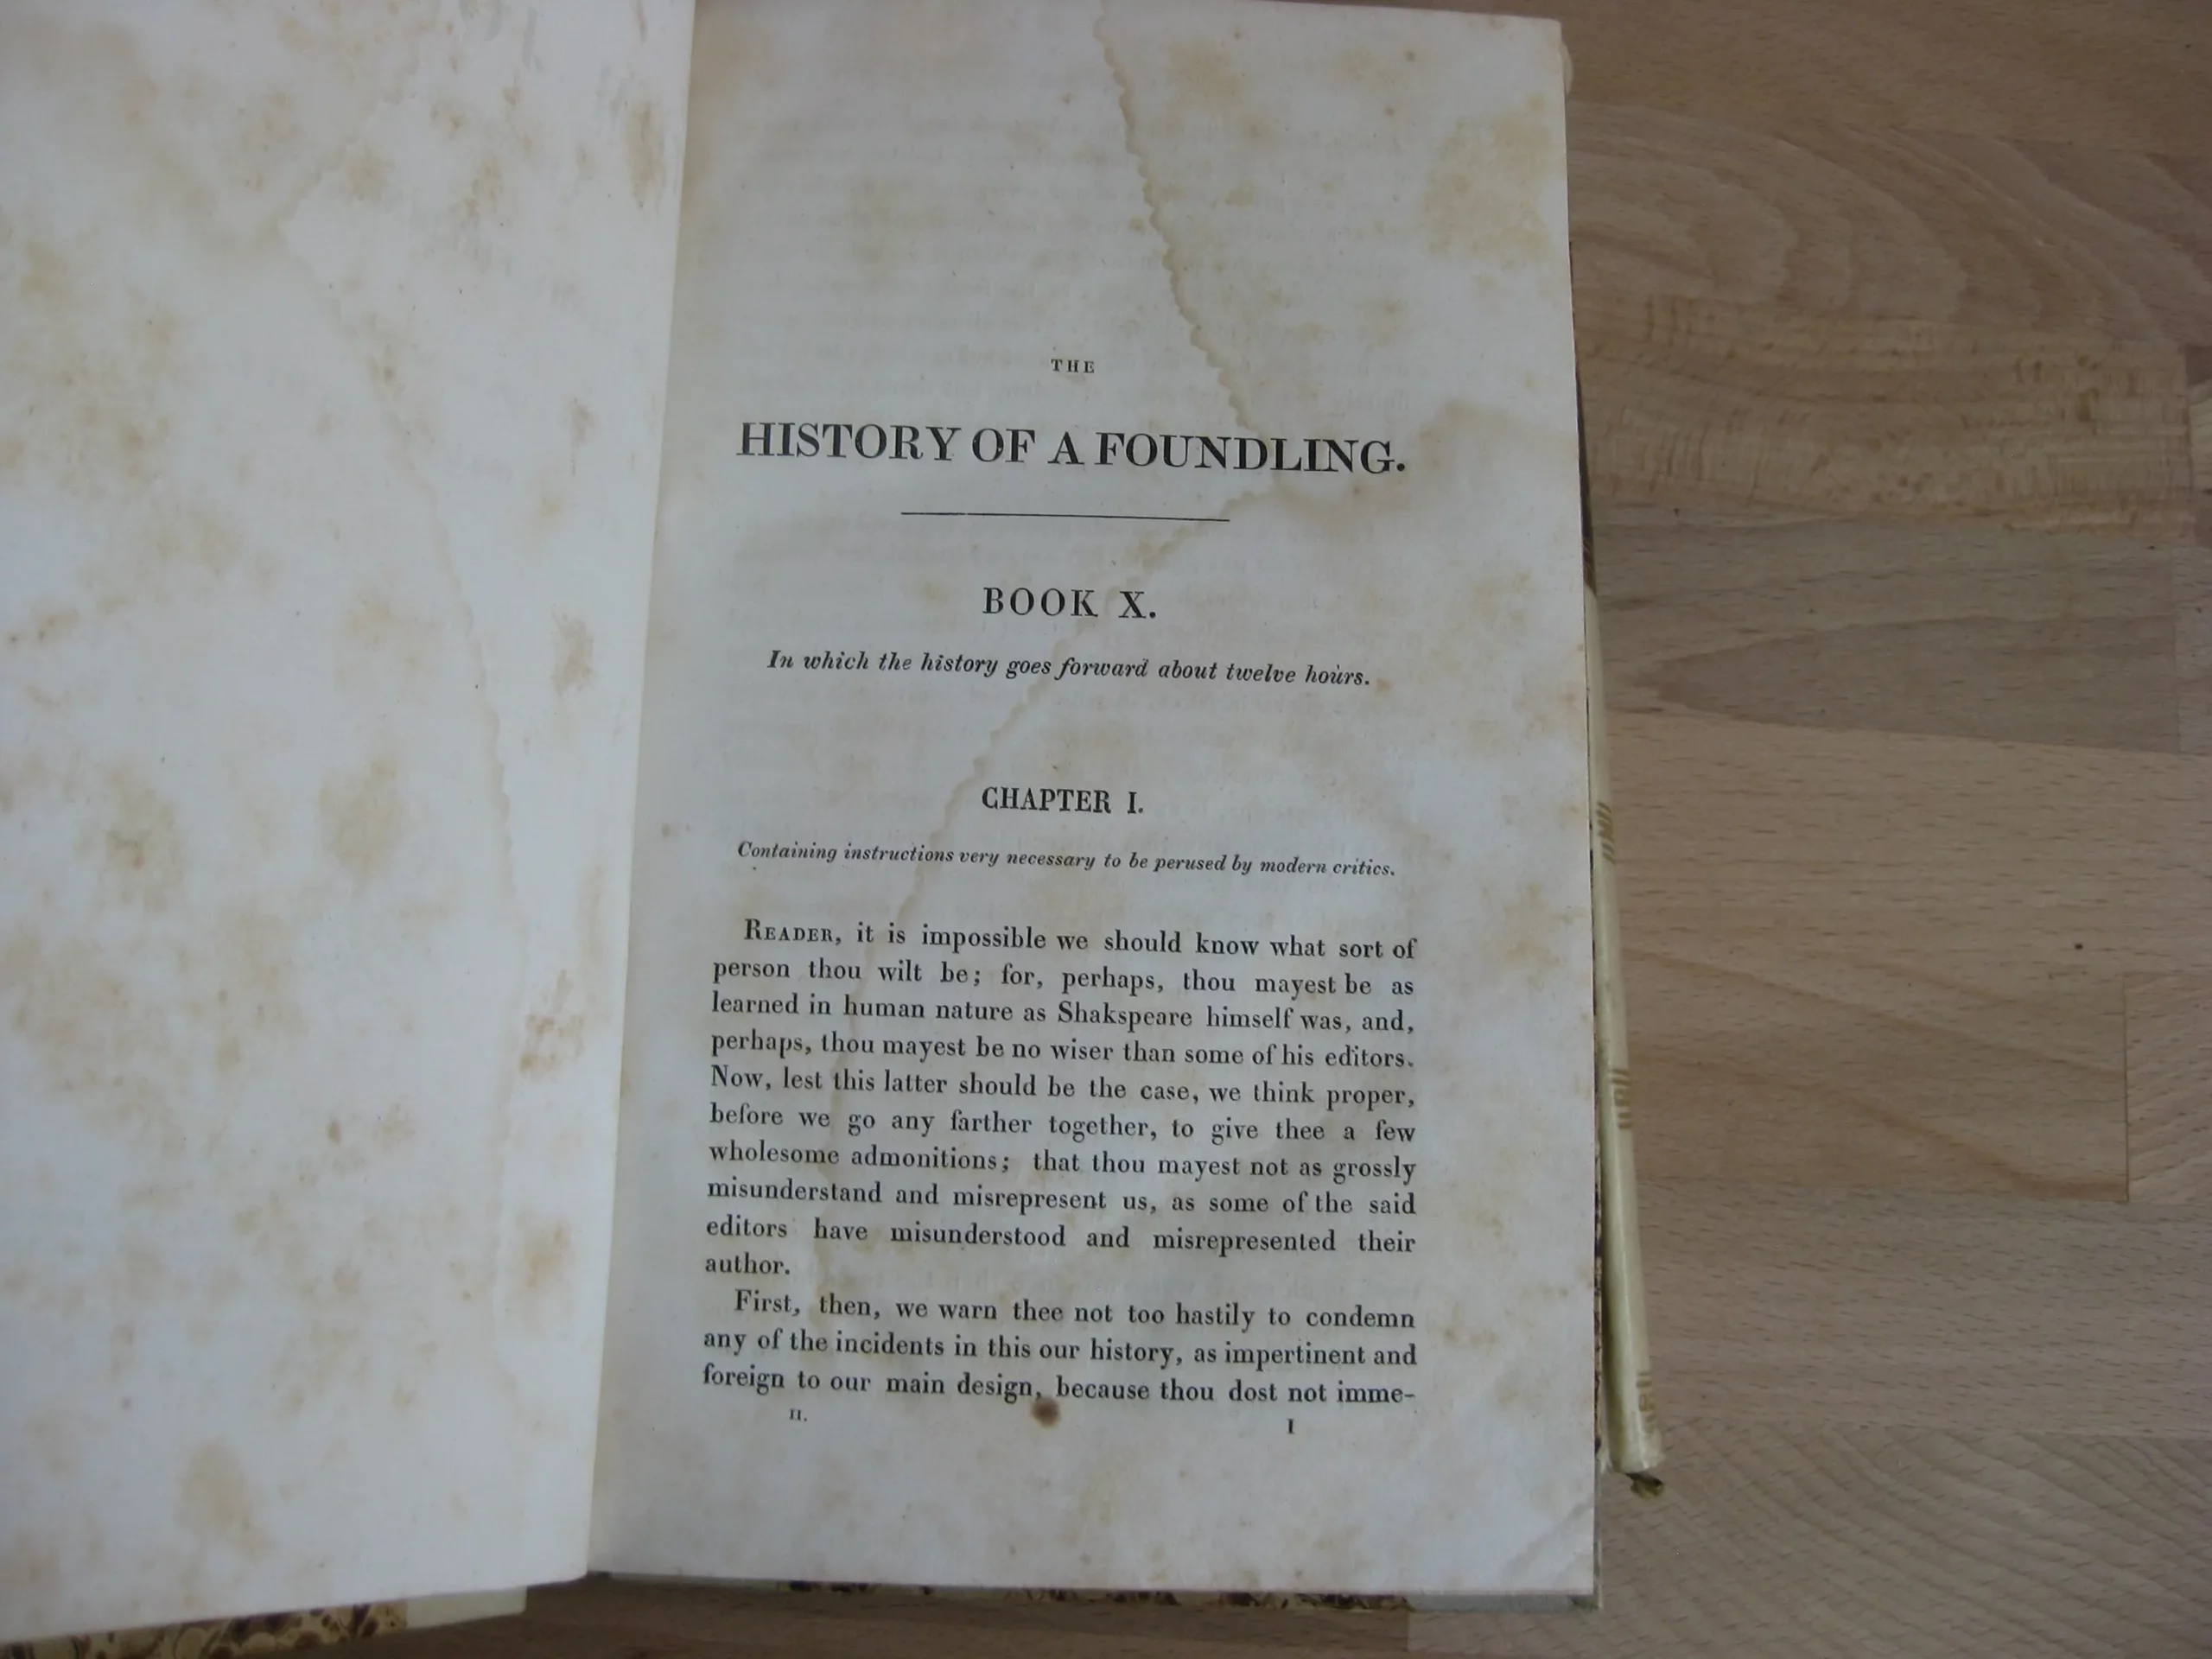 THE
HISTORY OF A FOUNDLING.
BOOK X.
In which the history goes forward about twelve hours.
CHAPTER I.
Containing instructions very necessary to be perused by modern critics.
READER, it is impossible we should know what sort of
person thou wilt be; for, perhaps, thou mayest be as
learned in human nature as Shakspeare himself was, and,
perhaps, thou mayest be no wiser than some of his editors.
Now, lest this latter should be the case, we think proper,
before we go any farther together, to give thee a few
wholesome admonitions; that thou mayest not as grossly
misunderstand and misrepresent us, as some of the said
editors have misunderstood and misrepresented their
author.
First, then, we warn thee not too hastily to condemn
any of the incidents in this our history, as impertinent and
foreign to our main design, because thou dost not imme-
II. 1